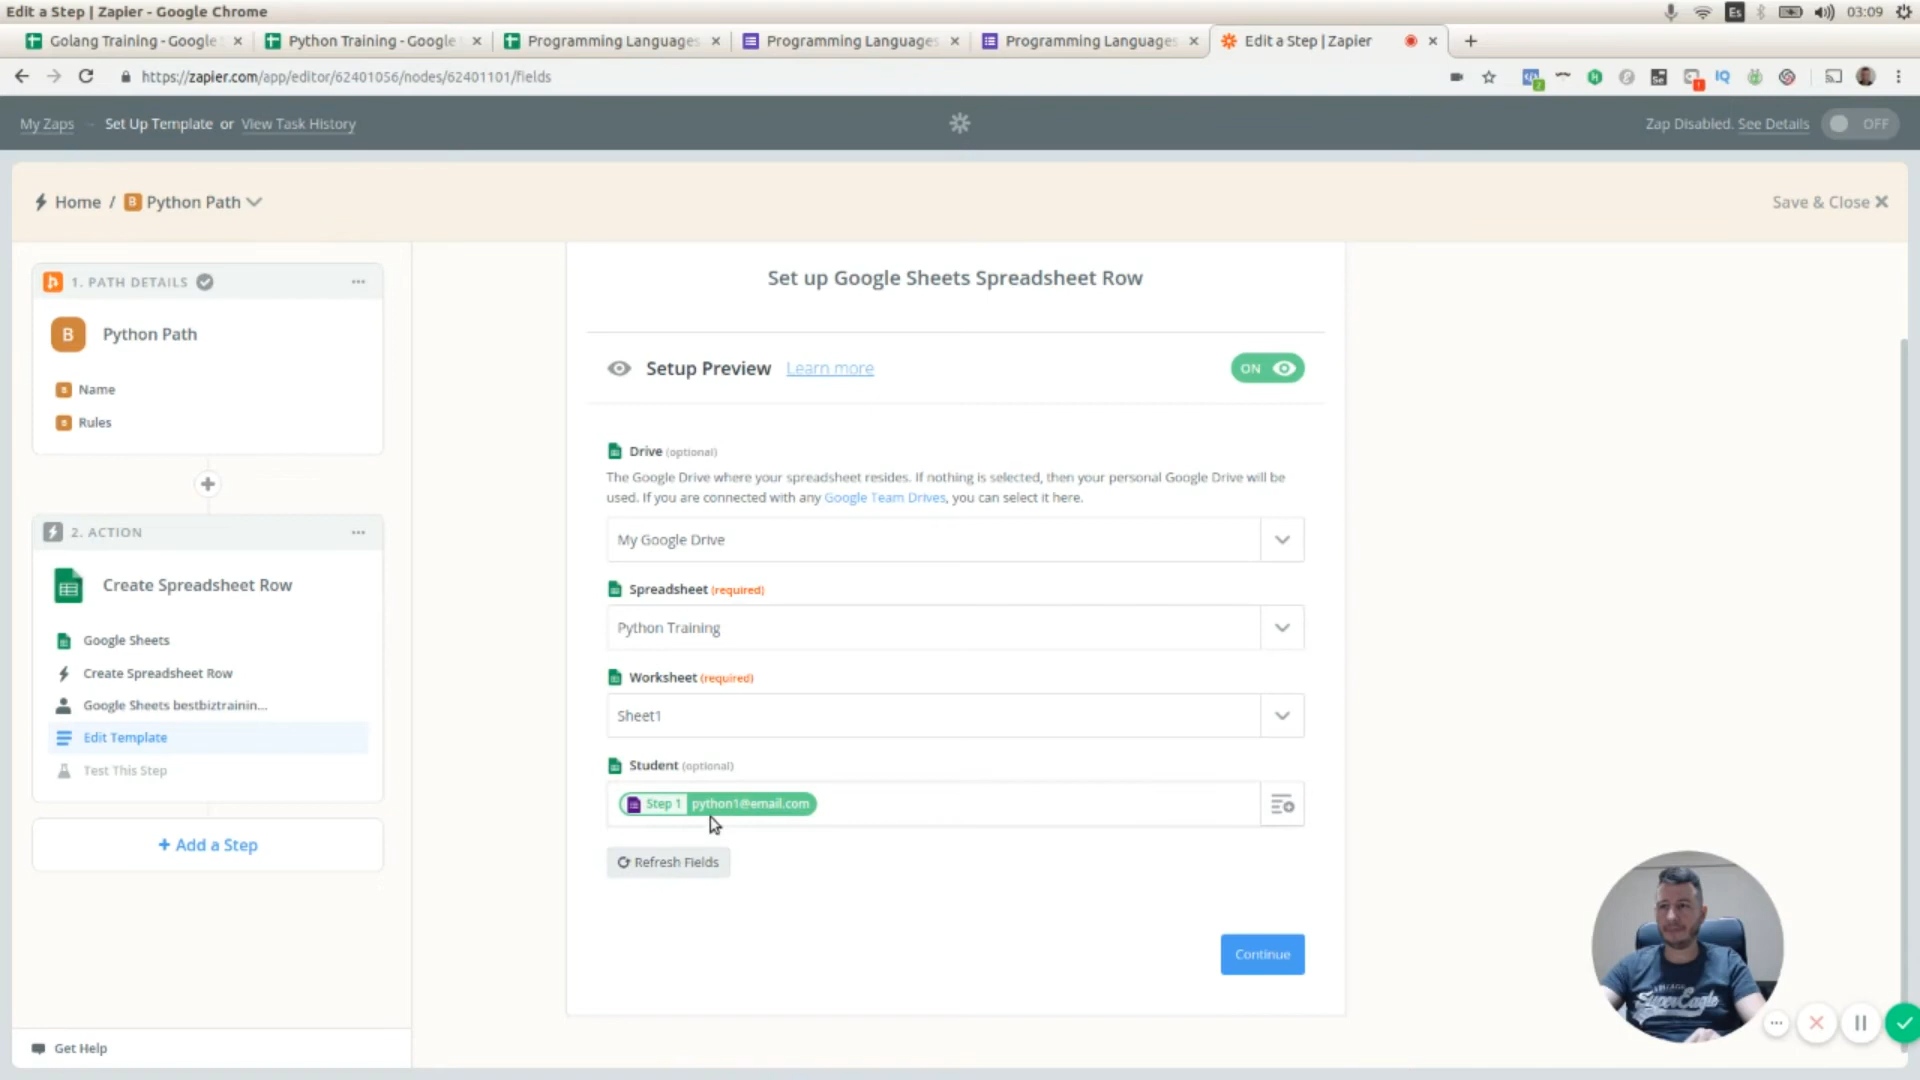 Edit a Step | Zapier - Google Chrome
Es
03:09
Golang Training - Google
Python Training - Google
Programming Languages
Programming Languages
Programming Languages
Edit a Step | Zapier
https://zapier.com/app/editor/62401056/nodes/62401101/fields
IQ
My Zaps
Set Up Template or View Task History
Zap Disabled. See Details
OFF
Home / B Python Path
Save & Close
1. PATH DETAILS
B Python Path
Name
Rules
2. ACTION
Create Spreadsheet Row
Google Sheets
Create Spreadsheet Row
Google Sheets bestbiztrainin...
Edit Template
Test This Step
+ Add a Step
Get Help
Set up Google Sheets Spreadsheet Row
Setup Preview Learn more
ON
Drive (optional)
The Google Drive where your spreadsheet resides. If nothing is selected, then your personal Google Drive will be
used. If you are connected with any Google Team Drives, you can select it here.
My Google Drive
Spreadsheet (required)
Python Training
Worksheet (required)
Sheet1
Student (optional)
Step 1 python1@email.com
Refresh Fields
Continue
SuperEagle